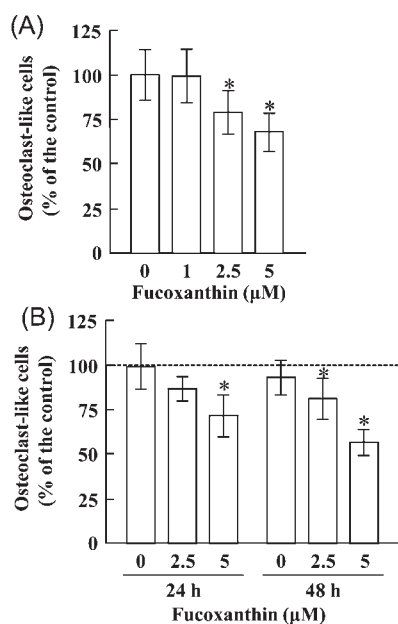 (A)
Osteoclast-like cells
(% of the control)
125
100
75
50
25
0
*
*
0 1 2.5 5
Fucoxanthin (μM)
(B)
Osteoclast-like cells
(% of the control)
125
100
75
50
25
0
*
*
*
0 2.5 5 0 2.5 5
24 h 48 h
Fucoxanthin (μM)